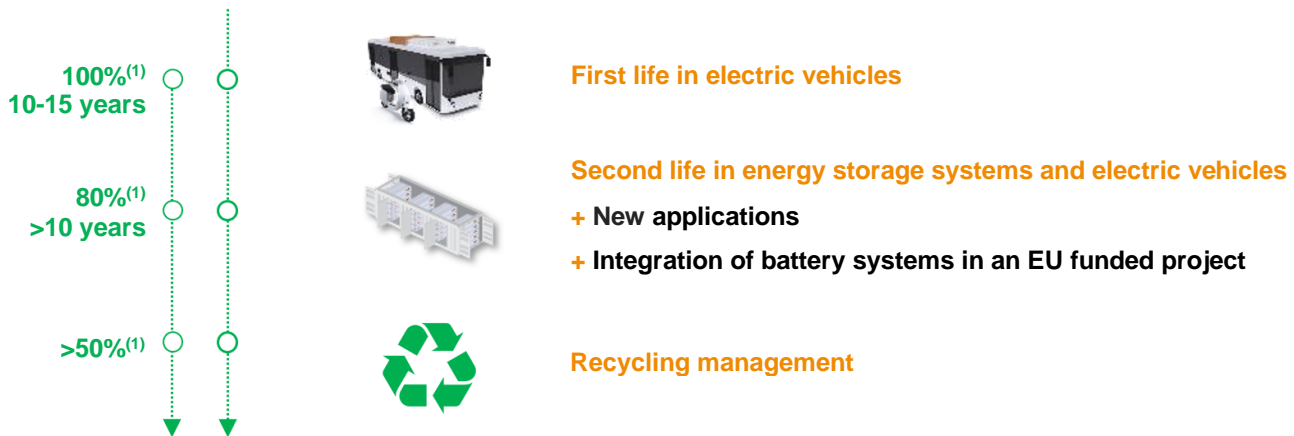 100%(1)
10-15 years
First life in electric vehicles
80%(1)
>10 years
Second life in energy storage systems and electric vehicles
+ New applications
+ Integration of battery systems in an EU funded project
>50%(1)
Recycling management